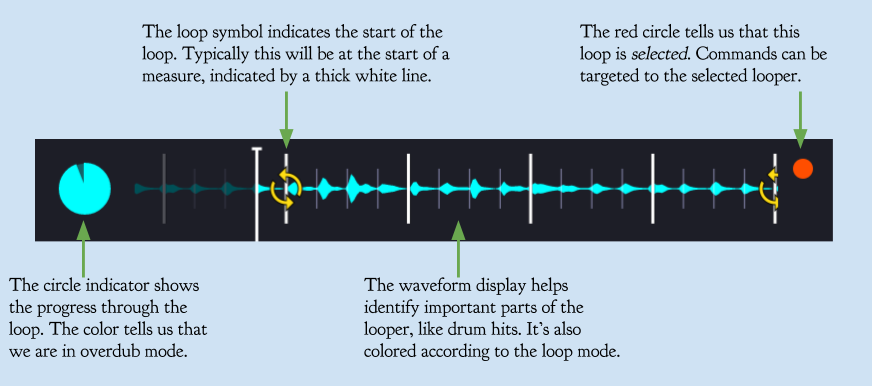 The loop symbol indicates the start of the
loop. Typically this will be at the start of a
measure, indicated by a thick white line.
The red circle tells us that this
loop is selected. Commands can be
targeted to the selected looper.
The circle indicator shows
the progress through the
loop. The color tells us that
we are in overdub mode.
The waveform display helps
identify important parts of the
looper, like drum hits. It’s also
colored according to the loop mode.